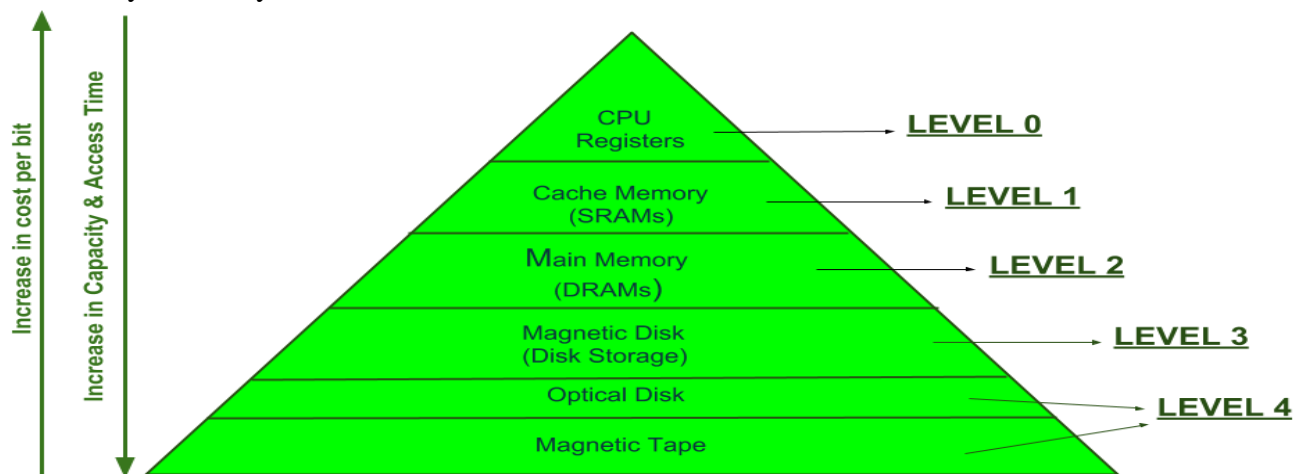 Increase in cost per bit
Increase in Capacity & Access Time
CPU
Registers
LEVEL 0
Cache Memory
(SRAMs)
LEVEL 1
Main Memory
(DRAMs)
LEVEL 2
Magnetic Disk
(Disk Storage)
LEVEL 3
Optical Disk
LEVEL 4
Magnetic Tape